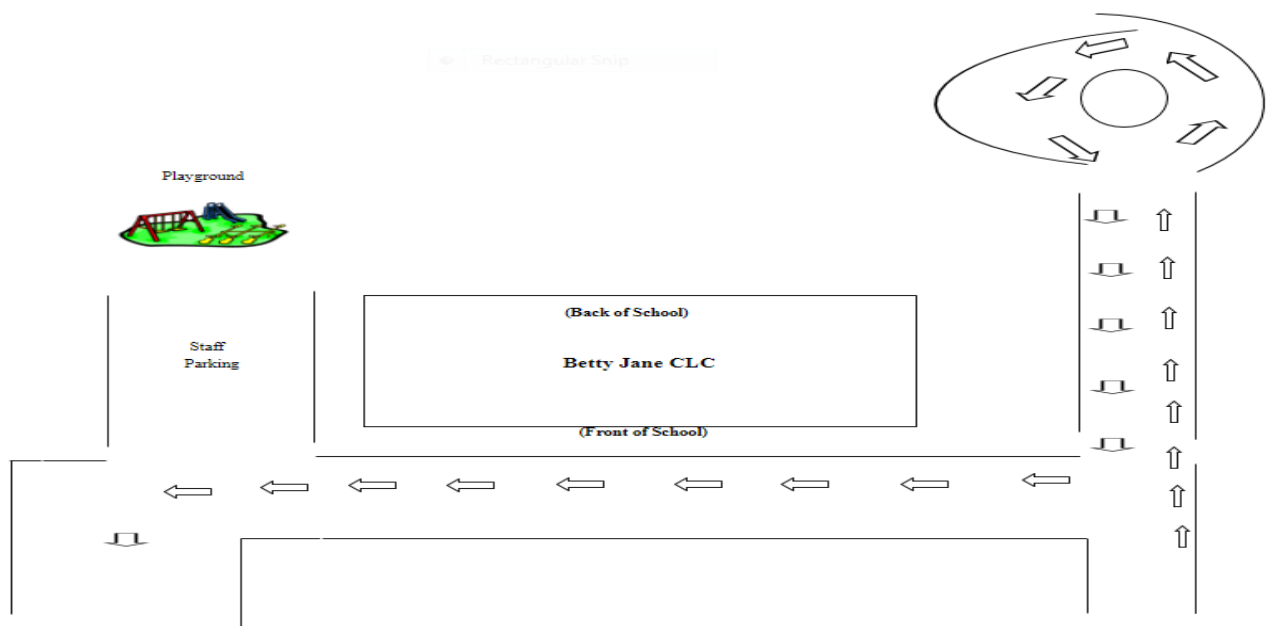 Rectangular Snip
Playground
(Back of School)
Staff
Parking
Betty Jane CLC
(Front of School)